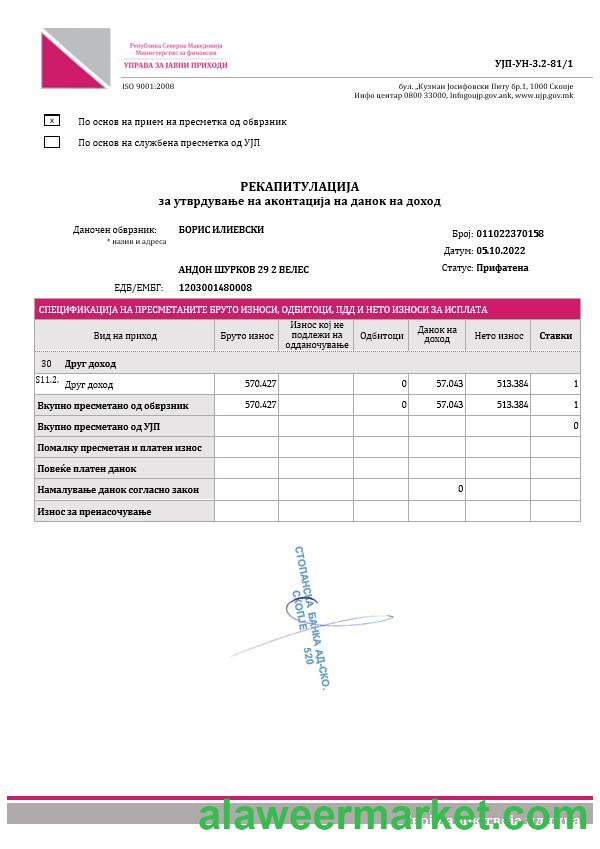 Република Северна Македонија
Министерство за финансии
УПРАВА ЗА ЈАВНИ ПРИХОДИ
УЈП-УН-3.2-81/1
ISO 9001:2008
бул. „Кузман Јосифовски Питу бр.1, 1000 Скопје
Инфо центар 0800 33000, Infogoujp.gov.ank, www.ujp.gov.mk
x По основ на прием на пресметка од обврзник
По основ на службена пресметка од УЈП
РЕКАПИТУЛАЦИЈА
за утврдување на аконтација на данок на доход
Даночен обврзник: БОРИС ИЛИЕВСКИ
* назив и адреса
Број: 011022370158
Датум: 05.10.2022
АНДОН ШУРКОВ 29 2 ВЕЛЕС
Статус: Прифатена
ЕДБ/ЕМБГ: 1203001480008
СПЕЦИФИКАЦИЈА НА ПРЕСМЕТАНИТЕ БРУТО ИЗНОСИ, ОДБИТОЦИ, ПДД И НЕТО ИЗНОСИ ЗА ИСПЛАТА
Вид на приход Бруто износ Износ кој не подлежи на одданочување Одбитоци Данок на доход Нето износ Ставки
30 Друг доход
S11.2. Друг доход 570.427 0 57.043 513.384 1
Вкупно пресметано од обврзник 570.427 0 57.043 513.384 1
Вкупно пресметано од УЈП 0
Помалку пресметан и платен износ
Повеќе платен данок
Намалување данок согласно закон 0
Износ за пренасочување
СТОПАНСКА БАНКА АД-СКО.
СКОПЈЕ 520
alaweermarket.com